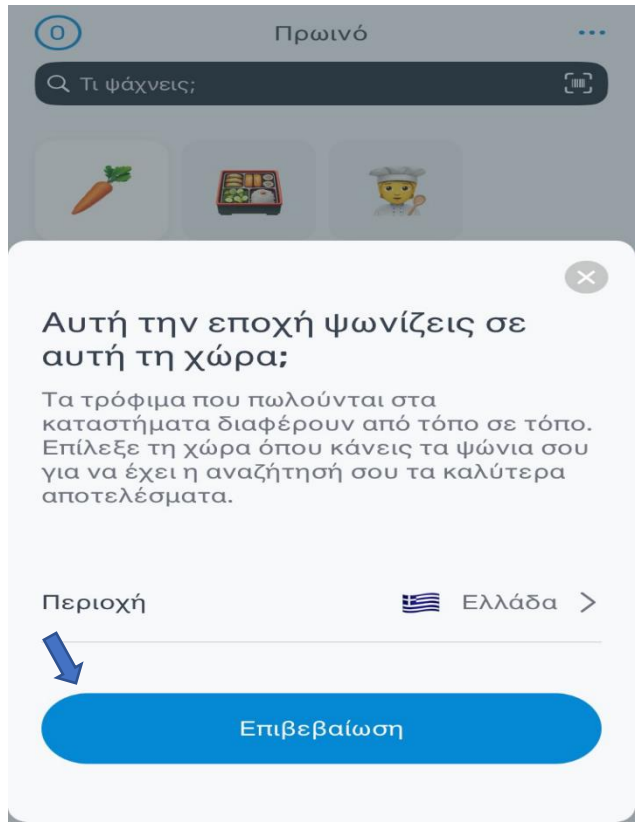 0 Πρωινό ...
Τι ψάχνεις;
Αυτή την εποχή ψωνίζεις σε
αυτή τη χώρα;
Τα τρόφιμα που πωλούνται στα
καταστήματα διαφέρουν από τόπο σε τόπο.
Επίλεξε τη χώρα όπου κάνεις τα ψώνια σου
για να έχει η αναζήτησή σου τα καλύτερα
αποτελέσματα.
Περιοχή Ελλάδα >
Επιβεβαίωση